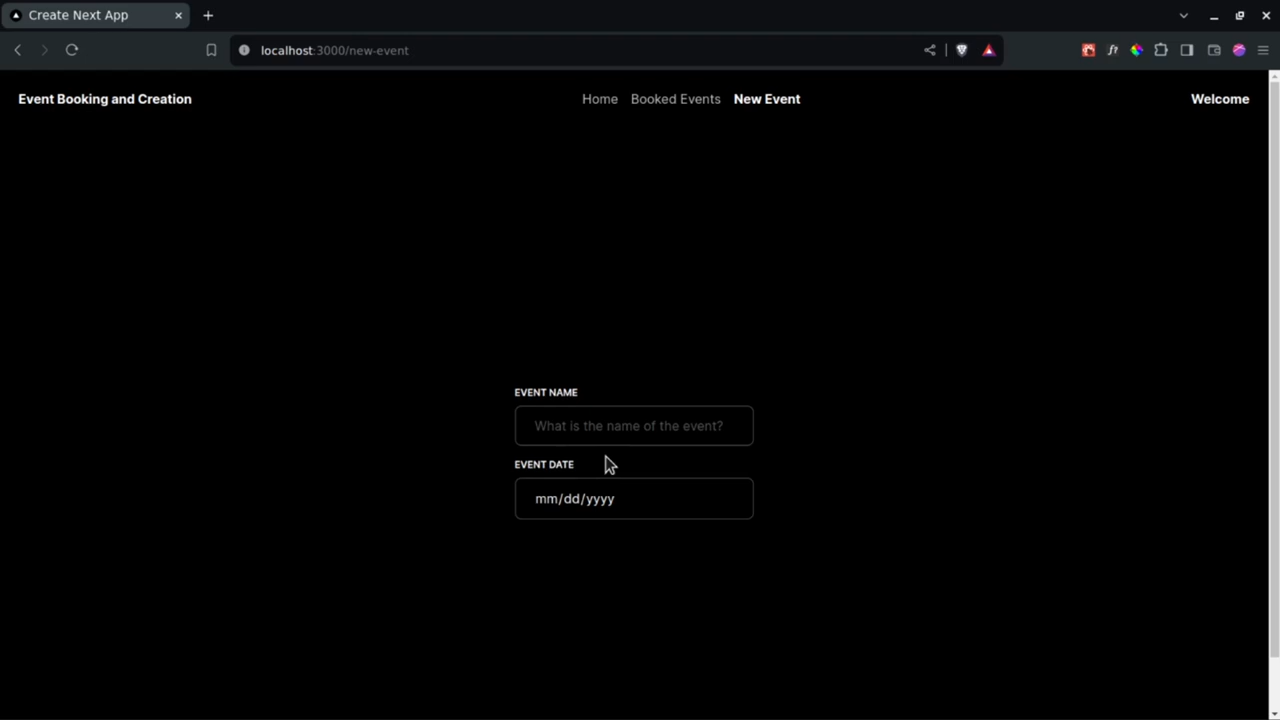 Create Next App
localhost:3000/new-event
Event Booking and Creation
Home
Booked Events
New Event
Welcome
EVENT NAME
What is the name of the event?
EVENT DATE
mm/dd/yyyy